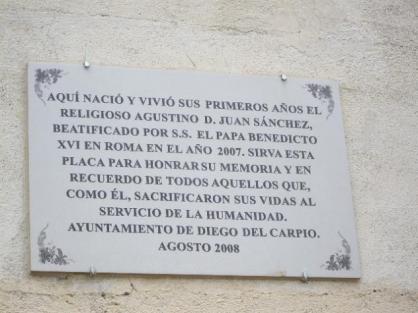 AQUÍ NACIÓ Y VIVIÓ SUS PRIMEROS AÑOS EL
RELIGIOSO AGUSTINO D. JUAN SÁNCHEZ,
BEATIFICADO POR S.S. EL PAPA BENEDICTO
XVI EN ROMA EN EL AÑO 2007. SIRVA ESTA
PLACA PARA HONRAR SU MEMORIA Y EN
RECUERDO DE TODOS AQUELLOS QUE,
COMO ÉL, SACRIFICARON SUS VIDAS AL
SERVICIO DE LA HUMANIDAD.
AYUNTAMIENTO DE DIEGO DEL CARPIO.
AGOSTO 2008